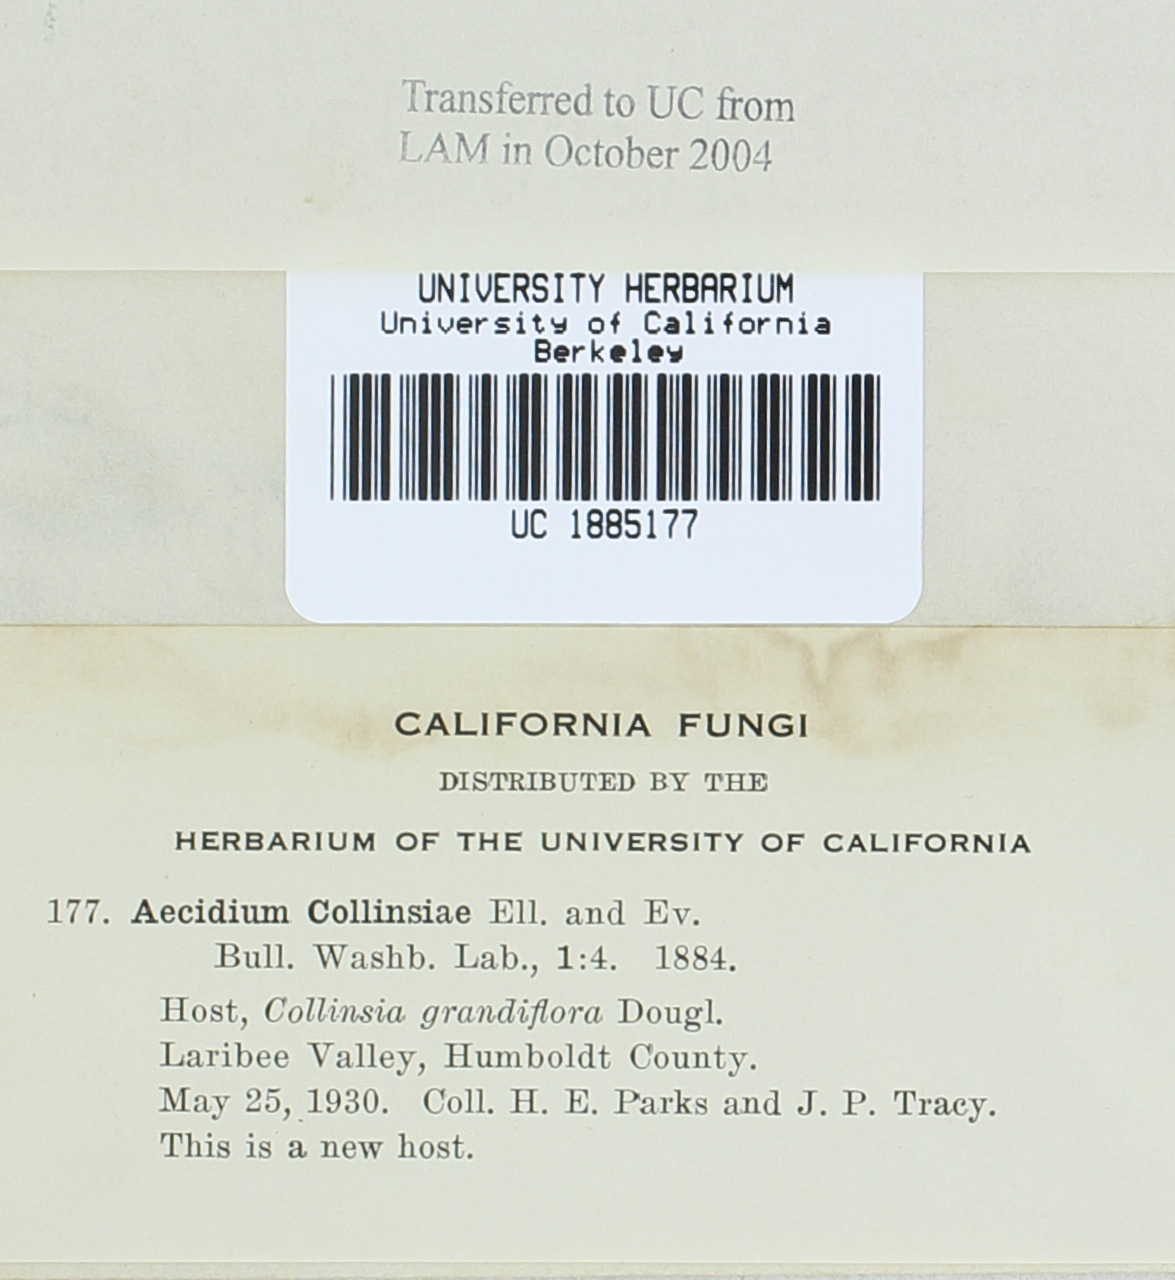 Transferred to UC from
LAM in October 2004
UNIVERSITY HERBARIUM
University of California
Berkeley
UC 1885177
CALIFORNIA FUNGI
DISTRIBUTED BY THE
HERBARIUM OF THE UNIVERSITY OF CALIFORNIA
177. Aecidium Collinsiae Ell. and Ev.
Bull. Washb. Lab., 1:4. 1884.
Host, Collinsia grandiflora Dougl.
Laribee Valley, Humboldt County.
May 25, 1930. Coll. H. E. Parks and J. P. Tracy.
This is a new host.